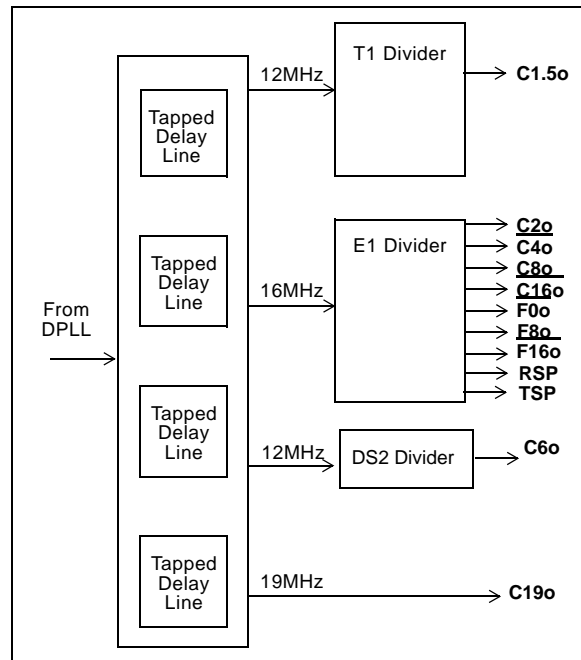 T1 Divider
12MHz
C1.5o
Tapped
Delay
Line
C2o
E1 Divider
C4o
Tapped
Delay
Line
C8o
16MHz
C16o
From
DPLL
F0o
F8o
F16o
RSP
TSP
Tapped
Delay
Line
12MHz
DS2 Divider
C6o
Tapped
Delay
Line
19MHz
C19o